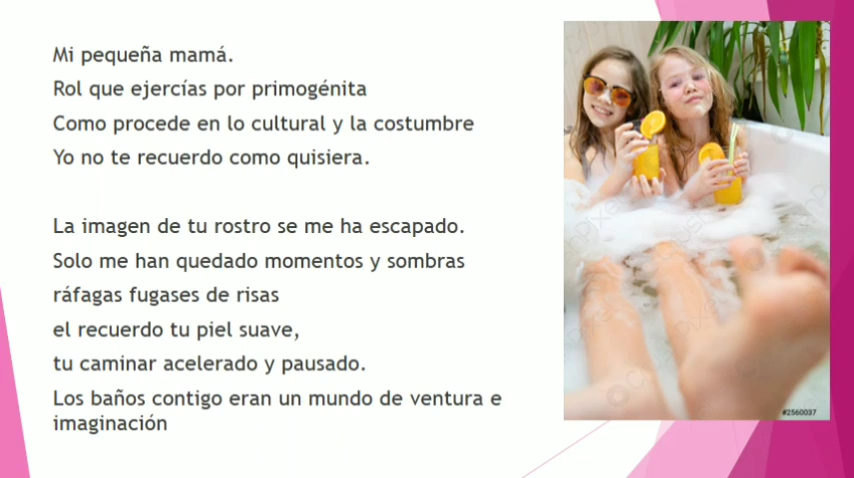 Mi pequeña mamá.
Rol que ejercías por primogénita
Como procede en lo cultural y la costumbre
Yo no te recuerdo como quisiera.
La imagen de tu rostro se me ha escapado.
Solo me han quedado momentos y sombras
ráfagas fugases de risas
el recuerdo tu piel suave,
tu caminar acelerado y pausado.
Los baños contigo eran un mundo de ventura e
imaginación
#2560037